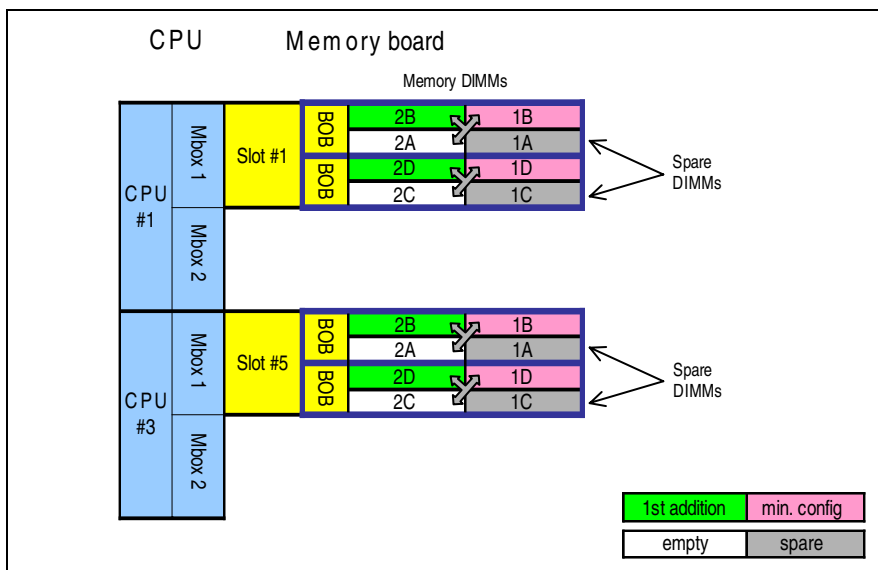 CPU Memory board
Memory DIMMs
CPU #1
Mbox 1
Mbox 2
Slot #1
BOB
2B 1B
2A 1A
BOB
2D 1D
2C 1C
Spare
DIMMs
CPU #3
Mbox 1
Mbox 2
Slot #5
BOB
2B 1B
2A 1A
BOB
2D 1D
2C 1C
Spare
DIMMs
1st addition min. config
empty spare